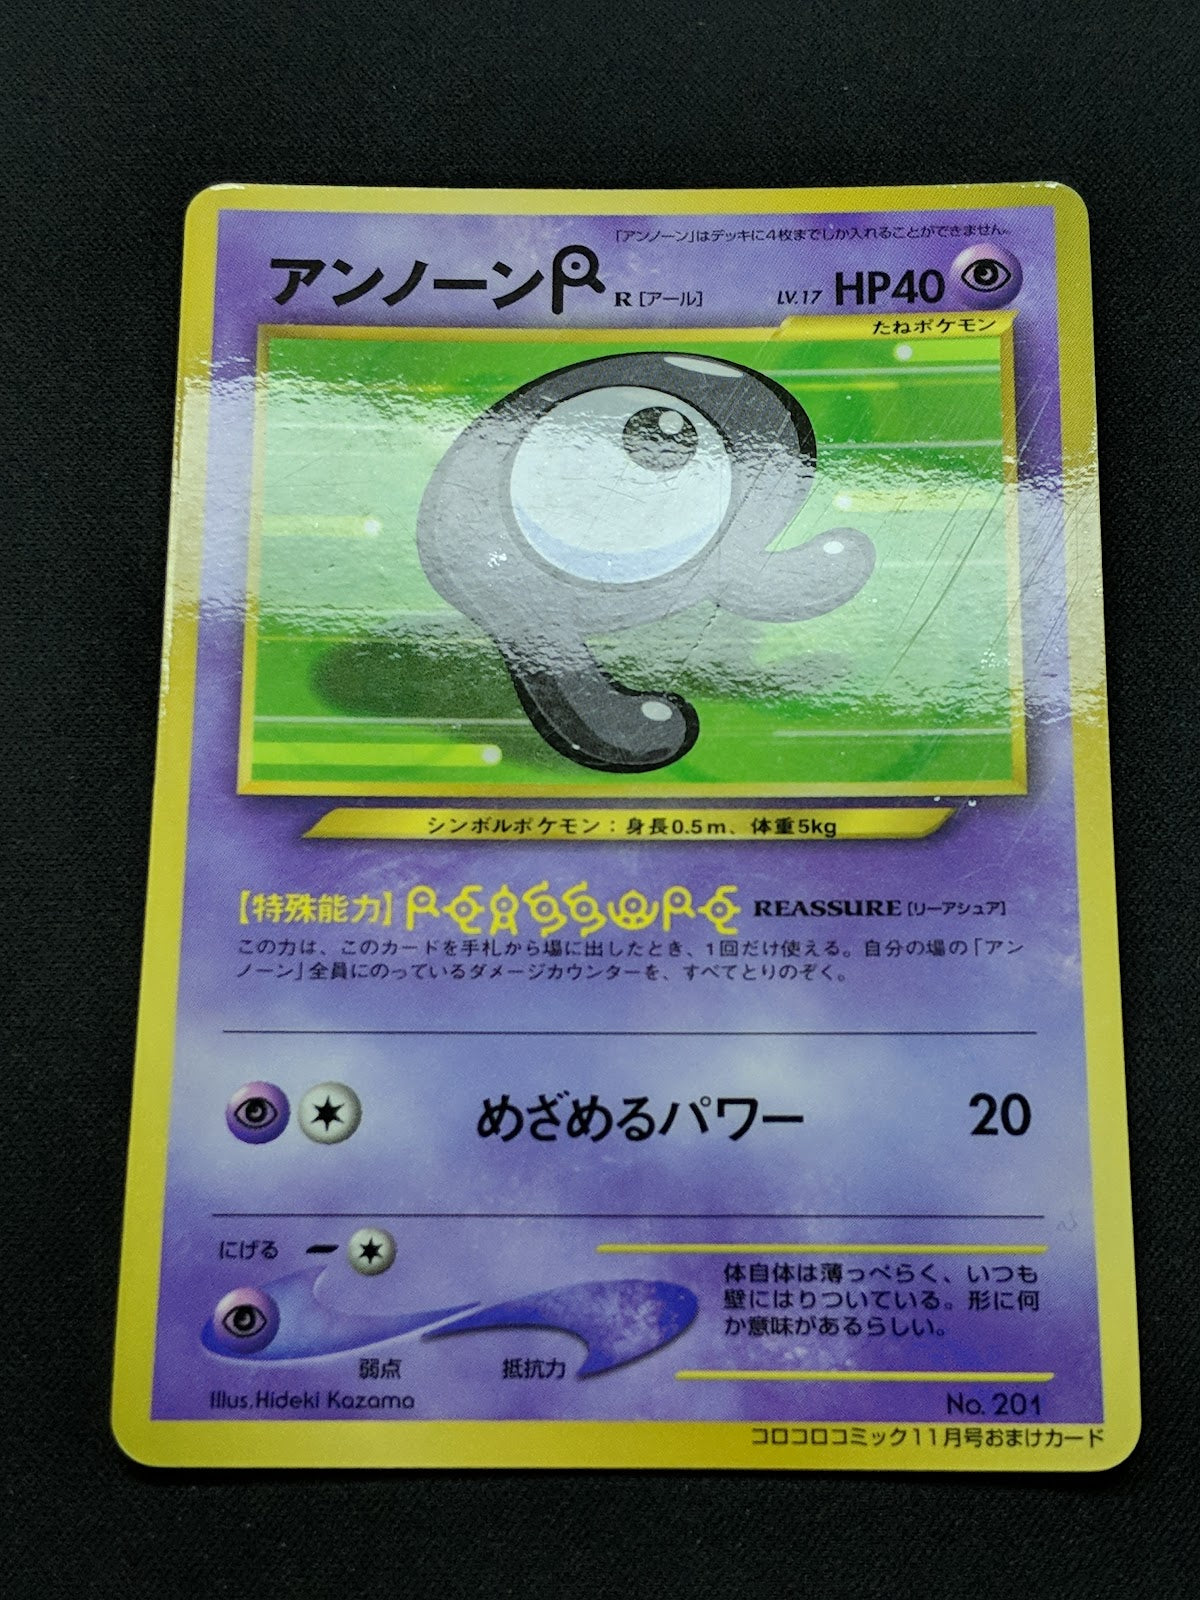 「アンノーン」はデッキに4枚までしか入れることができません。
アンノーンR R [アール] LV.17 HP40
たねポケモン
シンボルポケモン：身長0.5m、体重5kg
【特殊能力】REASSURE REASSURE [リーアシュア]
この力は、このカードを手札から場に出したとき、1回だけ使える。自分の場の「アン
ノーン」全員にのっているダメージカウンターを、すべてとりのぞく。
めざめるパワー 20
にげる
弱点 抵抗力
体自体は薄っぺらく、いつも
壁にはりついている。形に何
か意味があるらしい。
Illus. Hideki Kazama No. 201
コロコロコミック11月号おまけカード